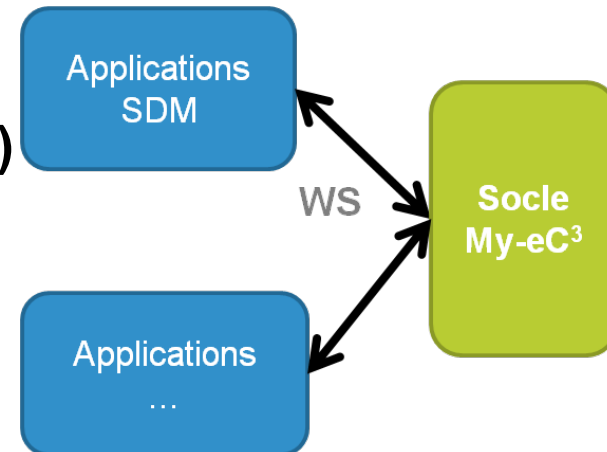 Applications
SDM
)
WS
Socle
My-eC³
Applications
...